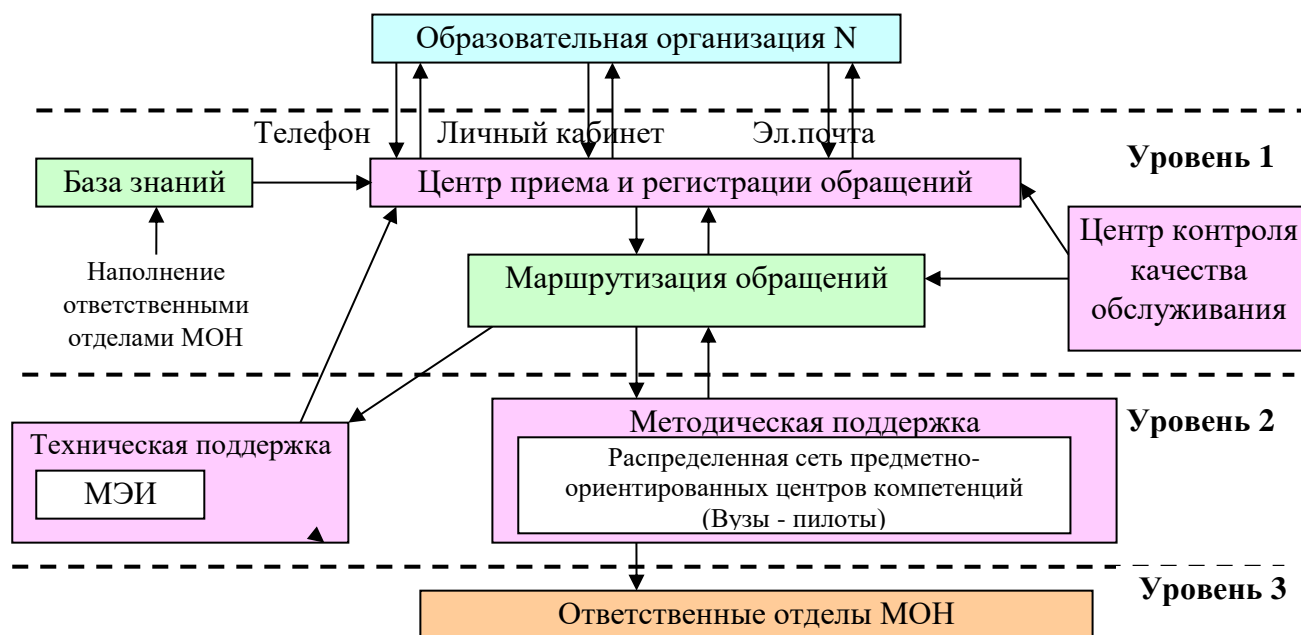 Образовательная организация N
Телефон
Личный кабинет
Эл.почта
Уровень 1
База знаний
Центр приема и регистрации обращений
Центр контроля
качества
обслуживания
Маршрутизация обращений
Наполнение
ответственными
отделами МОН
Уровень 2
Техническая поддержка
МЭИ
Методическая поддержка
Распределенная сеть предметно-
ориентированных центров компетенций
(Вузы - пилоты)
Уровень 3
Ответственные отделы МОН